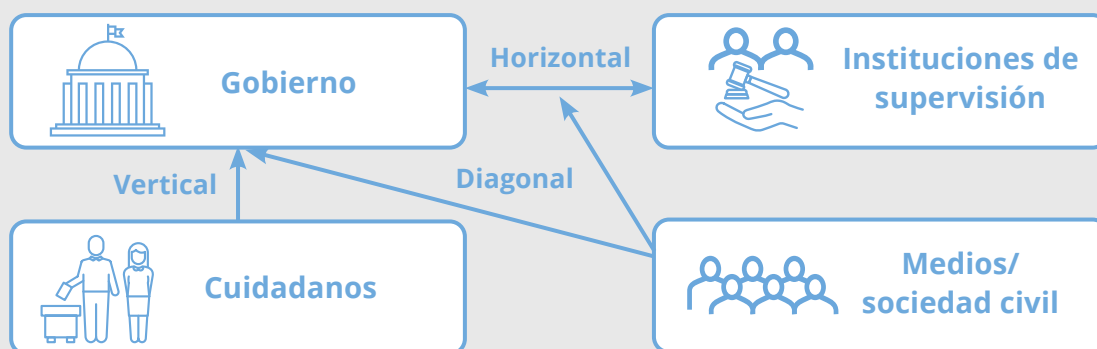 Gobierno
Horizontal
Instituciones de
supervisión
Vertical
Diagonal
Cuidadanos
Medios/
sociedad civil